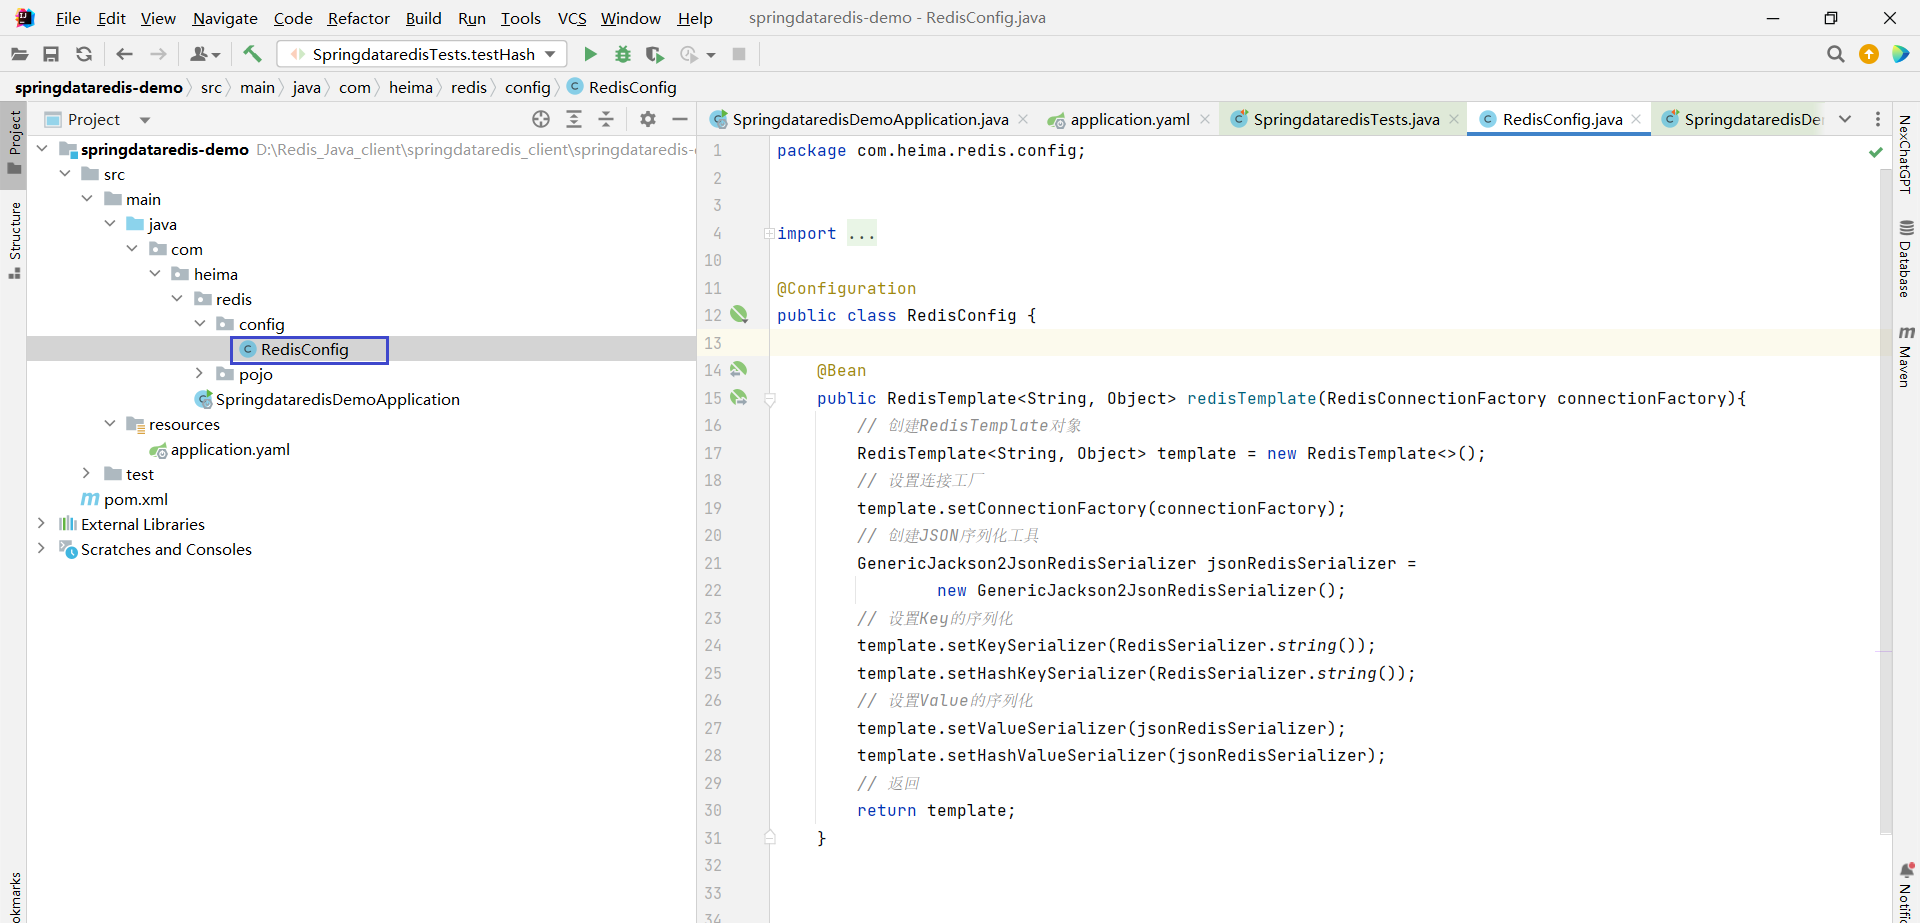 File Edit View Navigate Code Refactor Build Run Tools VCS Window Help springdataredis-demo - RedisConfig.java
SpringdataredisTests.testHash
springdataredis-demo src main java com heima redis config RedisConfig
Project
SpringdataredisDemoApplication.java application.yaml SpringdataredisTests.java RedisConfig.java SpringdataredisDe
Project
Structure
okmarks
springdataredis-demo D:\Redis_Java_client\springdataredis_client\springdataredis-
src
main
java
com
heima
redis
config
RedisConfig
pojo
SpringdataredisDemoApplication
resources
application.yaml
test
pom.xml
External Libraries
Scratches and Consoles
1 package com.heima.redis.config;
2
3
4 import ...
10
11 @Configuration
12 public class RedisConfig {
13
14 @Bean
15 public RedisTemplate<String, Object> redisTemplate(RedisConnectionFactory connectionFactory){
16 // 创建RedisTemplate对象
17 RedisTemplate<String, Object> template = new RedisTemplate<>();
18 // 设置连接工厂
19 template.setConnectionFactory(connectionFactory);
20 // 创建JSON序列化工具
21 GenericJackson2JsonRedisSerializer jsonRedisSerializer =
22 new GenericJackson2JsonRedisSerializer();
23 // 设置Key的序列化
24 template.setKeySerializer(RedisSerializer.string());
25 template.setHashKeySerializer(RedisSerializer.string());
26 // 设置Value的序列化
27 template.setValueSerializer(jsonRedisSerializer);
28 template.setHashValueSerializer(jsonRedisSerializer);
29 // 返回
30 return template;
31 }
32
33
34
NexChatGPT
Database
Maven
Notific